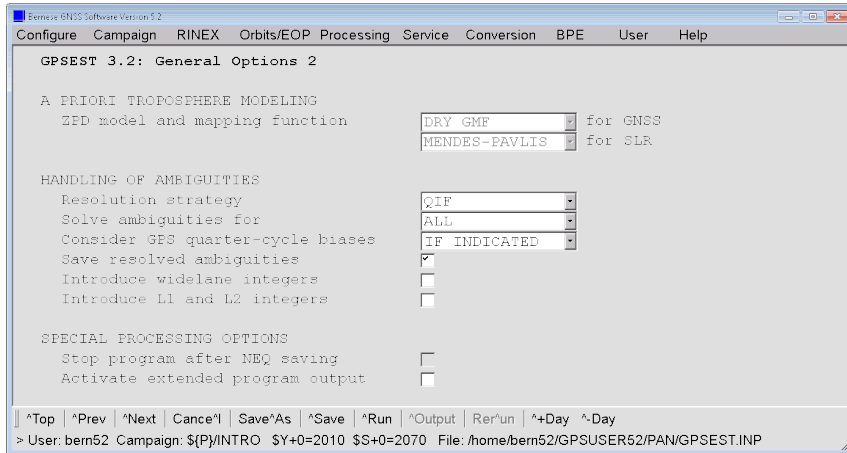 Bernese GNSS Software Version 5.2
Configure Campaign RINEX Orbits/EOP Processing Service Conversion BPE User Help
GPSEST 3.2: General Options 2
A PRIORI TROPOSPHERE MODELING
ZPD model and mapping function DRY GMF for GNSS
MENDES-PAVLIS for SLR
HANDLING OF AMBIGUITIES
Resolution strategy QIF
Solve ambiguities for ALL
Consider GPS quarter-cycle biases IF INDICATED
Save resolved ambiguities
Introduce widelane integers
Introduce L1 and L2 integers
SPECIAL PROCESSING OPTIONS
Stop program after NEQ saving
Activate extended program output
^Top | ^Prev | ^Next | Cance^l | Save^As | ^Save | ^Run | ^Output | Rer^un | ^+Day ^-Day
> User: bern52 Campaign: ${P}/INTRO $Y+0=2010 $S+0=2070 File: /home/bern52/GPSUSER52/PAN/GPSEST.INP